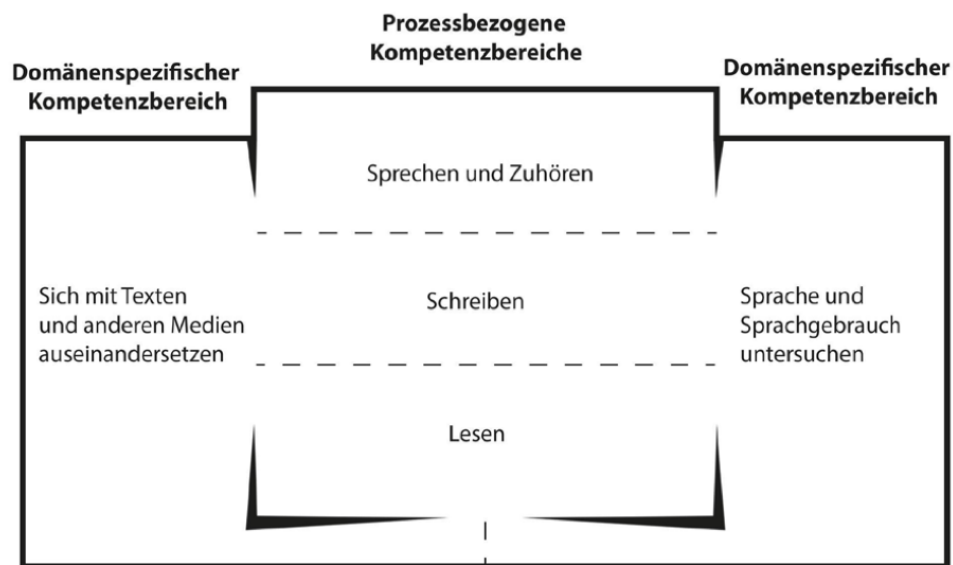 Prozessbezogene
Kompetenzbereiche
Domänenspezifischer
Kompetenzbereich
Domänenspezifischer
Kompetenzbereich
Sprechen und Zuhören
Sich mit Texten
und anderen Medien
auseinandersetzen
Schreiben
Sprache und
Sprachgebrauch
untersuchen
Lesen